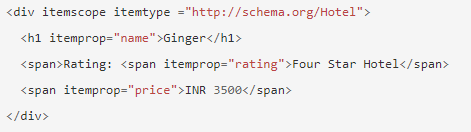 <div itemscope itemtype ="http://schema.org/Hotel">
<h1 itemprop="name">Ginger</h1>
<span>Rating: <span itemprop="rating">Four Star Hotel</span>
<span itemprop="price">INR 3500</span>
</div>